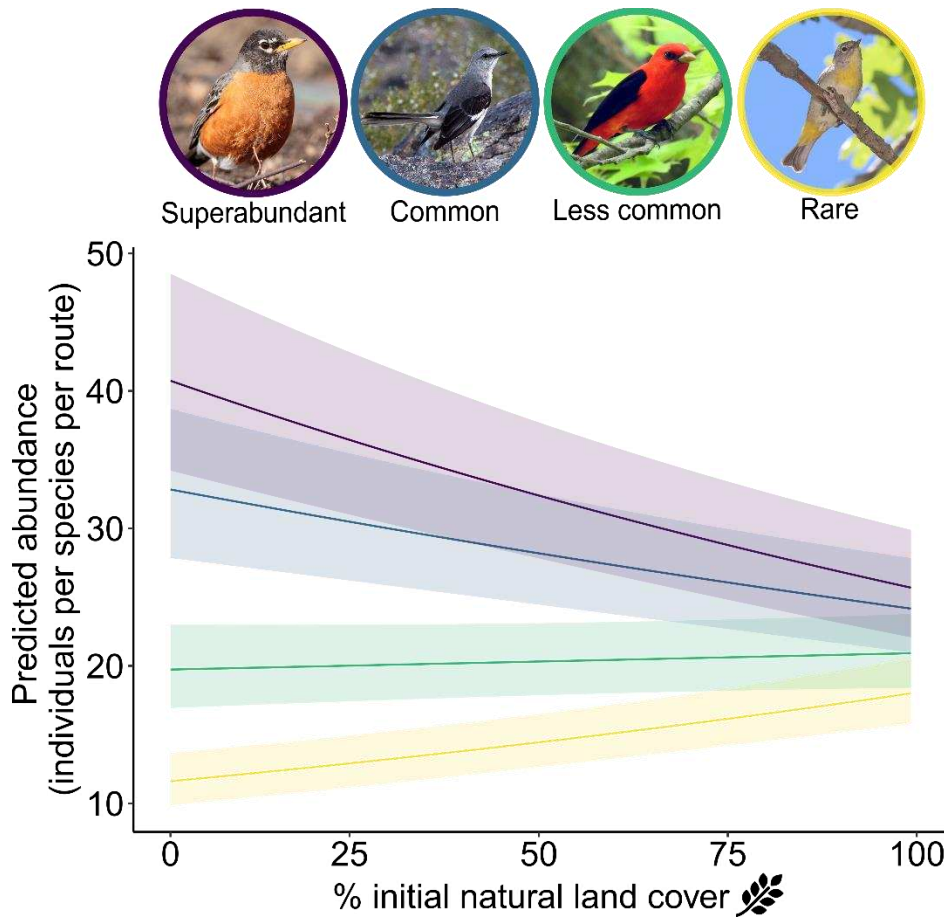 Superabundant Common Less common Rare
50
40
30
20
10
Predicted abundance
(individuals per species per route)
0 25 50 75 100
% initial natural land cover